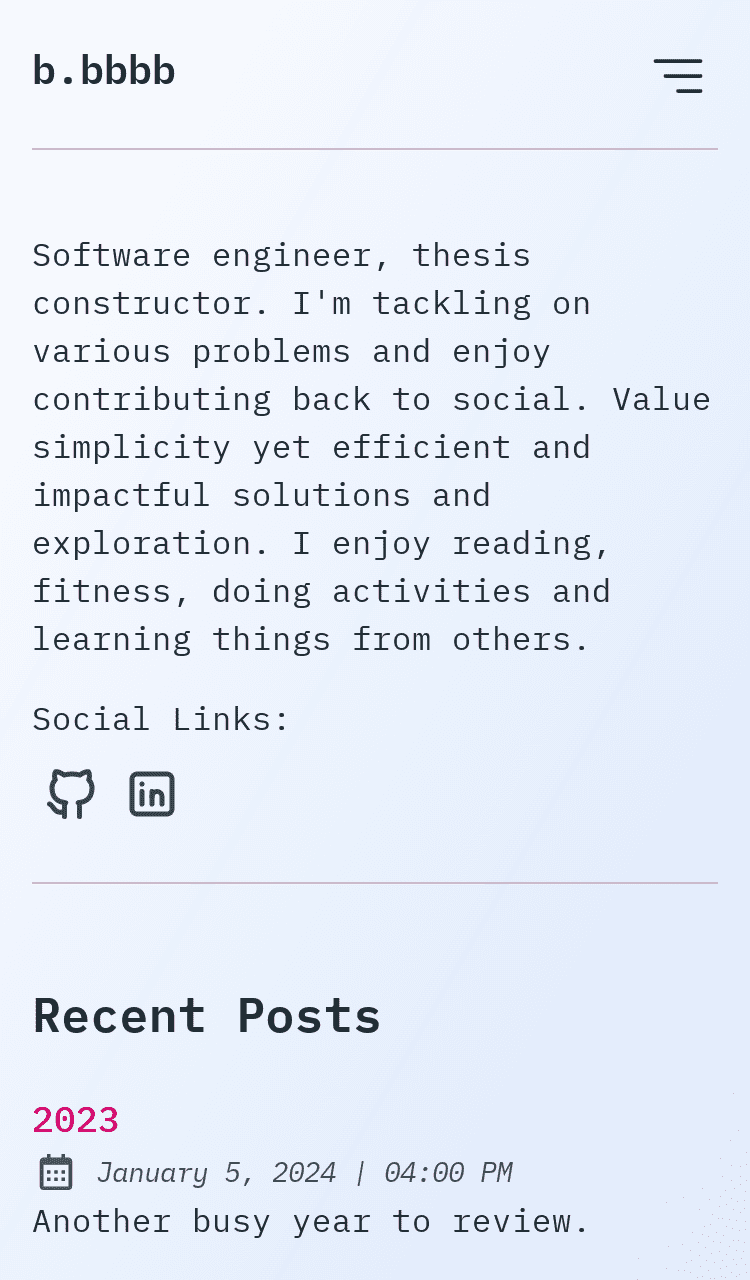 b.bbbb
Software engineer, thesis
constructor. I'm tackling on
various problems and enjoy
contributing back to social. Value
simplicity yet efficient and
impactful solutions and
exploration. I enjoy reading,
fitness, doing activities and
learning things from others.
Social Links:
in
Recent Posts
2023
January 5, 2024 | 04:00 PM
Another busy year to review.